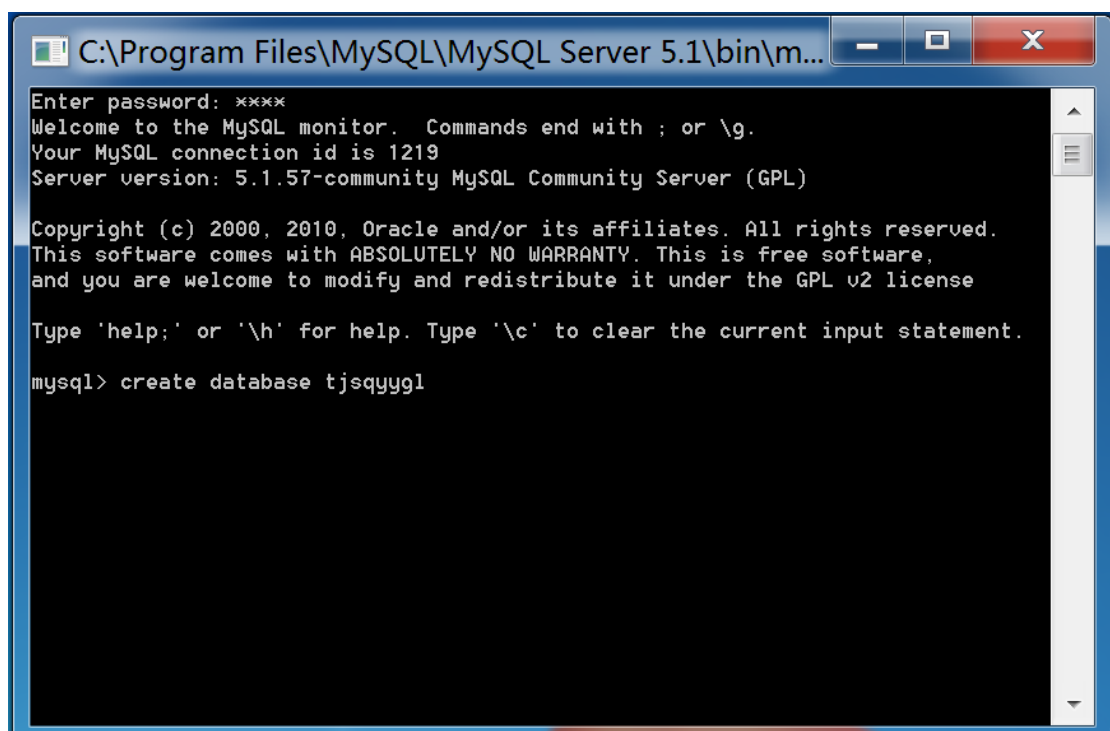 C:\Program Files\MySQL\MySQL Server 5.1\bin\m...
Enter password: ****
Welcome to the MySQL monitor.  Commands end with ; or \g.
Your MySQL connection id is 1219
Server version: 5.1.57-community MySQL Community Server (GPL)
Copyright (c) 2000, 2010, Oracle and/or its affiliates. All rights reserved.
This software comes with ABSOLUTELY NO WARRANTY. This is free software,
and you are welcome to modify and redistribute it under the GPL v2 license
Type 'help;' or '\h' for help. Type '\c' to clear the current input statement.
mysql> create database tjsqyygl